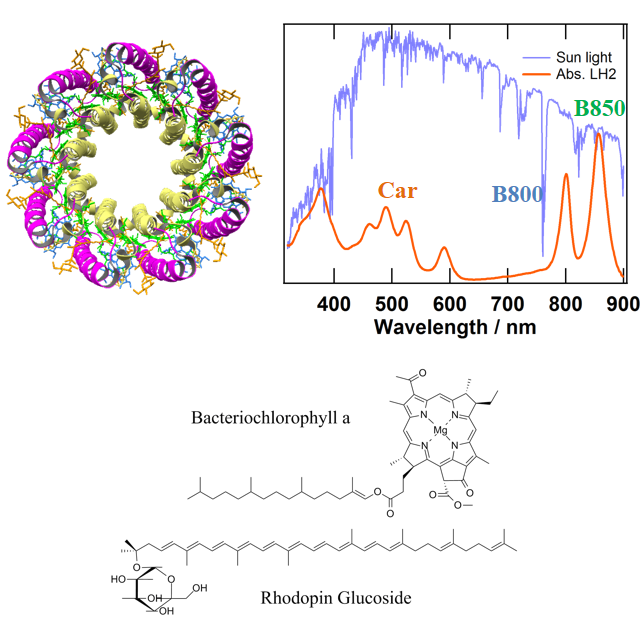 Sun light
Abs. LH2
B850
Car
B800
400 500 600 700 800 900
Wavelength / nm
Bacteriochlorophyll a
O
N N
Mg
N N
O
O
O
O
O
Rhodopin Glucoside
O
HO
O
OH
OH
OH